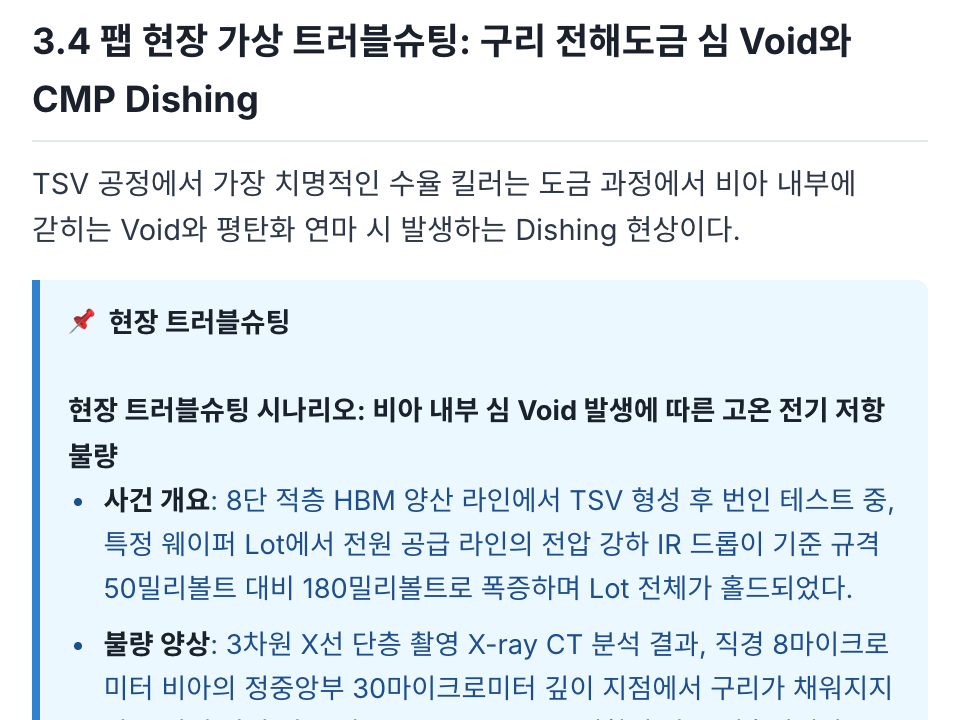 3.4 팹 현장 가상 트러블슈팅: 구리 전해도금 심 Void와
CMP Dishing
TSV 공정에서 가장 치명적인 수율 킬러는 도금 과정에서 비아 내부에
갇히는 Void와 평탄화 연마 시 발생하는 Dishing 현상이다.
📌 현장 트러블슈팅
현장 트러블슈팅 시나리오: 비아 내부 심 Void 발생에 따른 고온 전기 저항
불량
• 사건 개요: 8단 적층 HBM 양산 라인에서 TSV 형성 후 번인 테스트 중,
특정 웨이퍼 Lot에서 전원 공급 라인의 전압 강하 IR 드롭이 기준 규격
50밀리볼트 대비 180밀리볼트로 폭증하며 Lot 전체가 홀드되었다.
• 불량 양상: 3차원 X선 단층 촬영 X-ray CT 분석 결과, 직경 8마이크로
미터 비아의 정중앙부 30마이크로미터 깊이 지점에서 구리가 채워지지